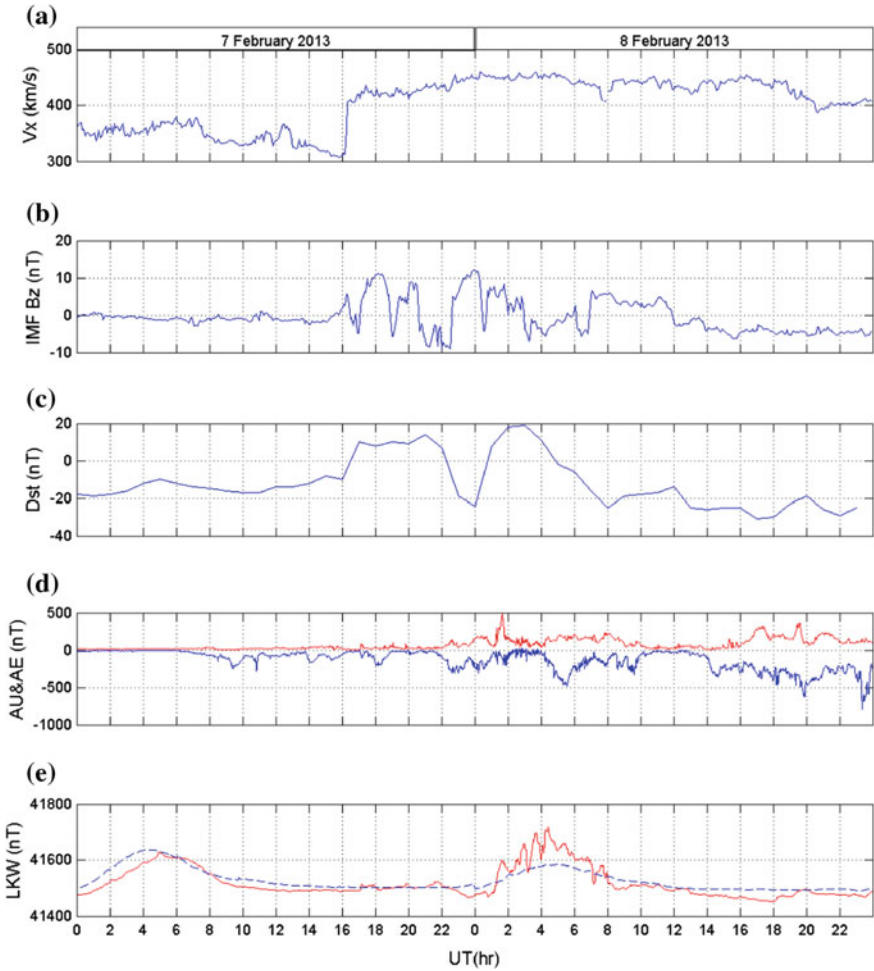 (a)
7 February 2013 8 February 2013
500
400
300
Vx (km/s)
(b)
20
10
0
-10
IMF Bz (nT)
(c)
20
0
-20
-40
Dst (nT)
(d)
500
0
-500
-1000
AU&AE (nT)
(e)
41800
41600
41400
LKW (nT)
0 2 4 6 8 10 12 14 16 18 20 22 0 2 4 6 8 10 12 14 16 18 20 22 24
UT(hr)